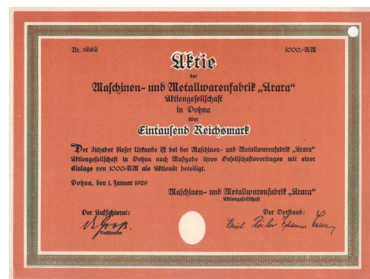 1000.-RM
Aktie
der
Maschinen- und Metallwarenfabrik „Arara“
Aktiengesellschaft
in Dohna
über
Eintausend Reichsmark
Der Inhaber dieser Urkunde ist bei der Maschinen- und Metallwarenfabrik „Arara“
Aktiengesellschaft in Dohna nach Maßgabe ihres Gesellschaftsvertrages mit einer
Einlage von 1000.-RM als Aktionär beteiligt.
Dohna, den 1. Januar 1929
Maschinen- und Metallwarenfabrik „Arara“
Aktiengesellschaft
Der Aufsichtsrat:
Der Vorstand:
Vorsitzender